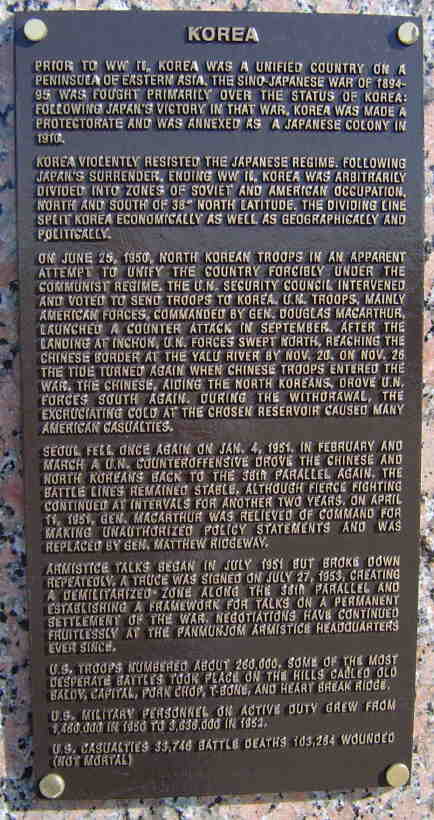 KOREA
PRIOR TO WW II, KOREA WAS A UNIFIED COUNTRY ON A
PENINSULA OF EASTERN ASIA. THE SINO-JAPANESE WAR OF 1894-
95 WAS FOUGHT PRIMARILY OVER THE STATUS OF KOREA:
FOLLOWING JAPAN'S VICTORY IN THAT WAR, KOREA WAS MADE A
PROTECTORATE AND WAS ANNEXED AS A JAPANESE COLONY IN
1910.
KOREA VIOLENTLY RESISTED THE JAPANESE REGIME. FOLLOWING
JAPAN'S SURRENDER, ENDING WW II, KOREA WAS ARBITRARILY
DIVIDED INTO ZONES OF SOVIET AND AMERICAN OCCUPATION,
NORTH AND SOUTH OF 38° NORTH LATITUDE. THE DIVIDING LINE
SPLIT KOREA ECONOMICALLY AS WELL AS GEOGRAPHICALLY AND
POLITICALLY.
ON JUNE 25, 1950, NORTH KOREAN TROOPS IN AN APPARENT
ATTEMPT TO UNIFY THE COUNTRY FORCIBLY UNDER THE
COMMUNIST REGIME. THE U.N. SECURITY COUNCIL INTERVENED
AND VOTED TO SEND TROOPS TO KOREA. U.N. TROOPS, MAINLY
AMERICAN FORCES, COMMANDED BY GEN. DOUGLAS MACARTHUR,
LAUNCHED A COUNTER ATTACK IN SEPTEMBER. AFTER THE
LANDING AT INCHON, U.N. FORCES SWEPT NORTH, REACHING THE
CHINESE BORDER AT THE YALU RIVER BY NOV. 20. ON NOV. 26
THE TIDE TURNED AGAIN WHEN CHINESE TROOPS ENTERED THE
WAR. THE CHINESE, AIDING THE NORTH KOREANS, DROVE U.N.
FORCES SOUTH AGAIN. DURING THE WITHDRAWAL, THE
EXCRUCIATING COLD AT THE CHOSEN RESERVOIR CAUSED MANY
AMERICAN CASUALTIES.
SEOUL FELL ONCE AGAIN ON JAN. 4, 1951. IN FEBRUARY AND
MARCH A U.N. COUNTEROFFENSIVE DROVE THE CHINESE AND
NORTH KOREANS BACK TO THE 38th PARALLEL AGAIN. THE
BATTLE LINES REMAINED STABLE, ALTHOUGH FIERCE FIGHTING
CONTINUED AT INTERVALS FOR ANOTHER TWO YEARS. ON APRIL
11, 1951, GEN. MACARTHUR WAS RELIEVED OF COMMAND FOR
MAKING UNAUTHORIZED POLICY STATEMENTS AND WAS
REPLACED BY GEN. MATTHEW RIDGEWAY.
ARMISTICE TALKS BEGAN IN JULY 1951 BUT BROKE DOWN
REPEATEDLY. A TRUCE WAS SIGNED ON JULY 27, 1953, CREATING
A DEMILITARIZED ZONE ALONG THE 38th PARALLEL AND
ESTABLISHING A FRAMEWORK FOR TALKS ON A PERMANENT
SETTLEMENT OF THE WAR. NEGOTIATIONS HAVE CONTINUED
FRUITLESSLY AT THE PANMUNJOM ARMISTICE HEADQUARTERS
EVER SINCE.
U.S. TROOPS NUMBERED ABOUT 260,000. SOME OF THE MOST
DESPERATE BATTLES TOOK PLACE ON THE HILLS CALLED OLD
BALDY, CAPITAL, PORK CHOP, T-BONE, AND HEART BREAK RIDGE.
U.S. MILITARY PERSONNEL ON ACTIVE DUTY GREW FROM
1,460,000 IN 1950 TO 3,636,000 IN 1952.
U.S. CASUALTIES 33,746 BATTLE DEATHS 103,284 WOUNDED
(NOT MORTAL)